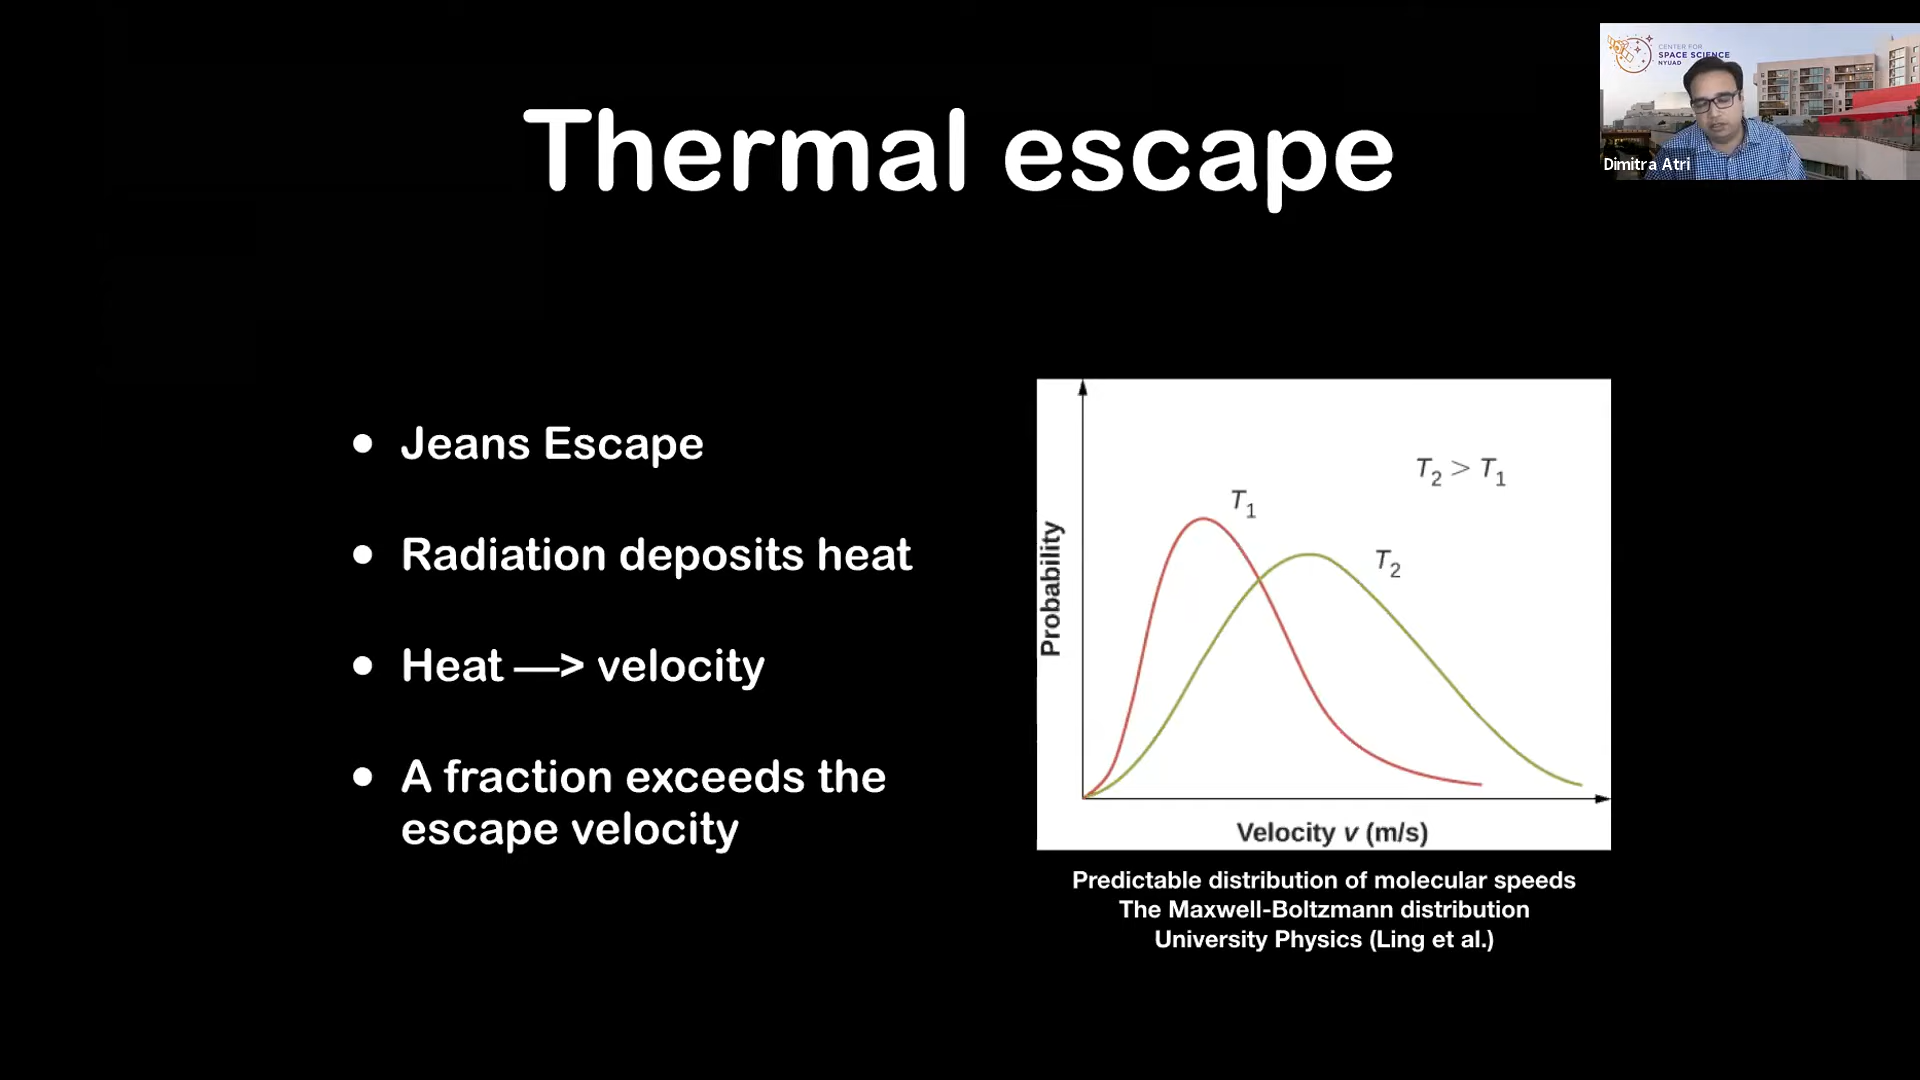 Thermal escape
CENTER FOR
SPACE SCIENCE
NYUAD
Dimitra Atri
• Jeans Escape
• Radiation deposits heat
• Heat —> velocity
• A fraction exceeds the
escape velocity
T2 > T1
T1
T2
Probability
Velocity v (m/s)
Predictable distribution of molecular speeds
The Maxwell-Boltzmann distribution
University Physics (Ling et al.)